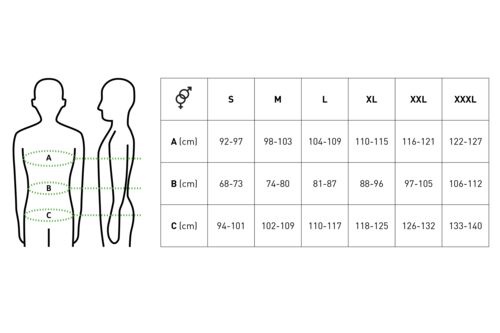 A
B
C
S M L XL XXL XXXL
A (cm) 92-97 98-103 104-109 110-115 116-121 122-127
B (cm) 68-73 74-80 81-87 88-96 97-105 106-112
C (cm) 94-101 102-109 110-117 118-125 126-132 133-140